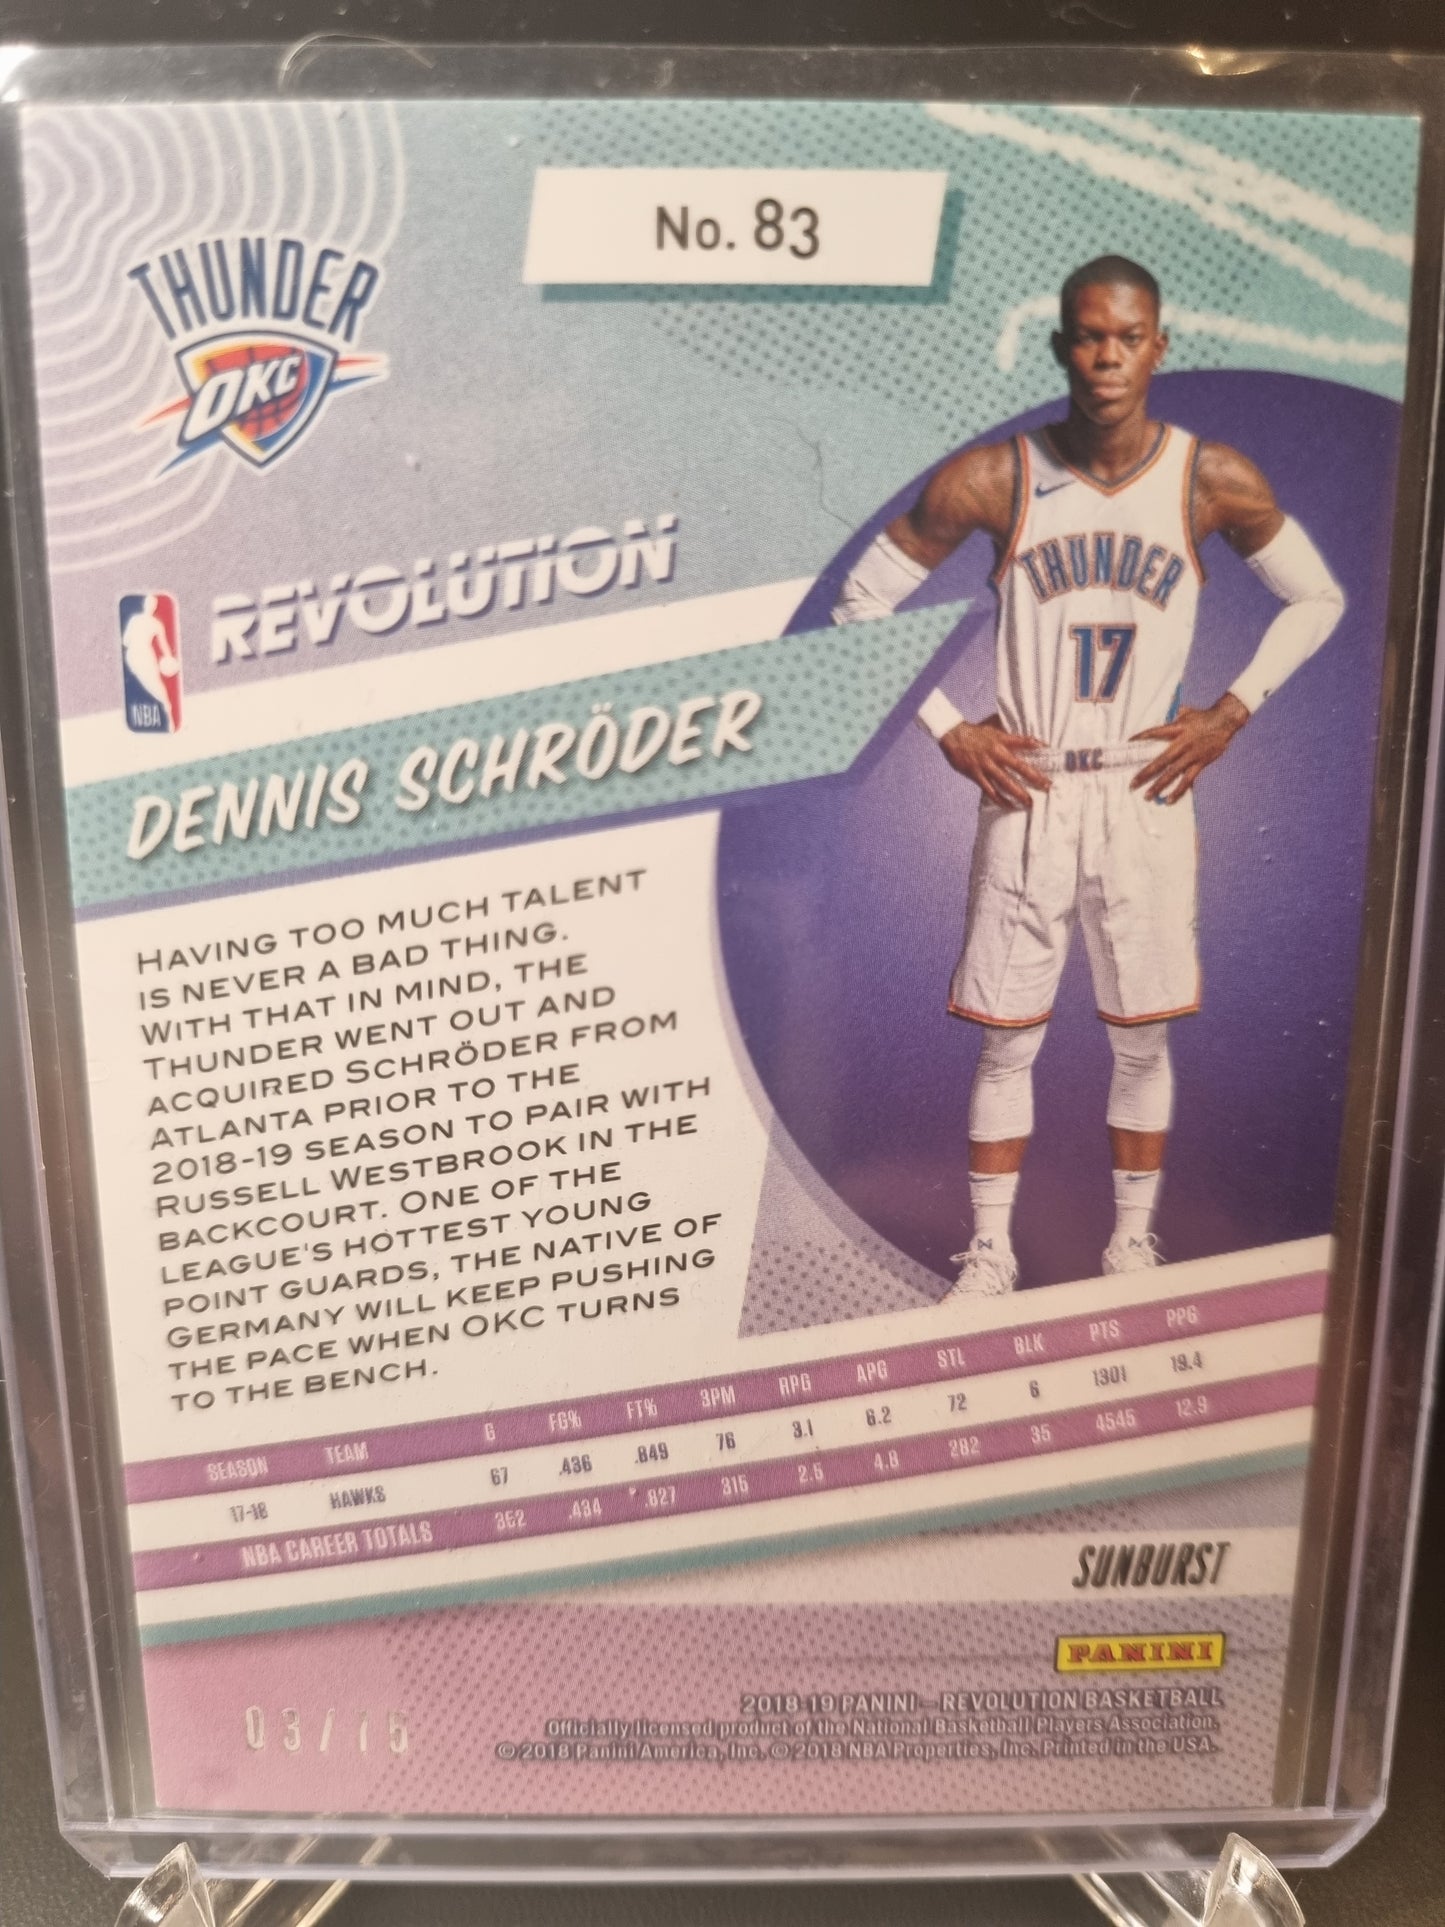 No. 83
THUNDER
OKC
REVOLUTION
NBA
THUNDER
17
OKC
DENNIS SCHRÖDER
HAVING TOO MUCH TALENT
IS NEVER A BAD THING.
WITH THAT IN MIND, THE
THUNDER WENT OUT AND
ACQUIRED SCHRÖDER FROM
ATLANTA PRIOR TO THE
2018-19 SEASON TO PAIR WITH
RUSSELL WESTBROOK IN THE
BACKCOURT. ONE OF THE
LEAGUE'S HOTTEST YOUNG
POINT GUARDS, THE NATIVE OF
GERMANY WILL KEEP PUSHING
THE PACE WHEN OKC TURNS
TO THE BENCH.
SEASON TEAM G FG% FT% 3PM RPG APG STL BLK PTS PPG
17-18 HAWKS 67 .436 .849 76 3.1 6.2 72 6 1301 19.4
NBA CAREER TOTALS 352 .434 .827 315 2.5 4.8 282 35 4545 12.9
SUNBURST
PANINI
03/75
2018-19 PANINI - REVOLUTION BASKETBALL
Officially licensed product of the National Basketball Players Association.
© 2018 Panini America, Inc. © 2018 NBA Properties, Inc. Printed in the USA.